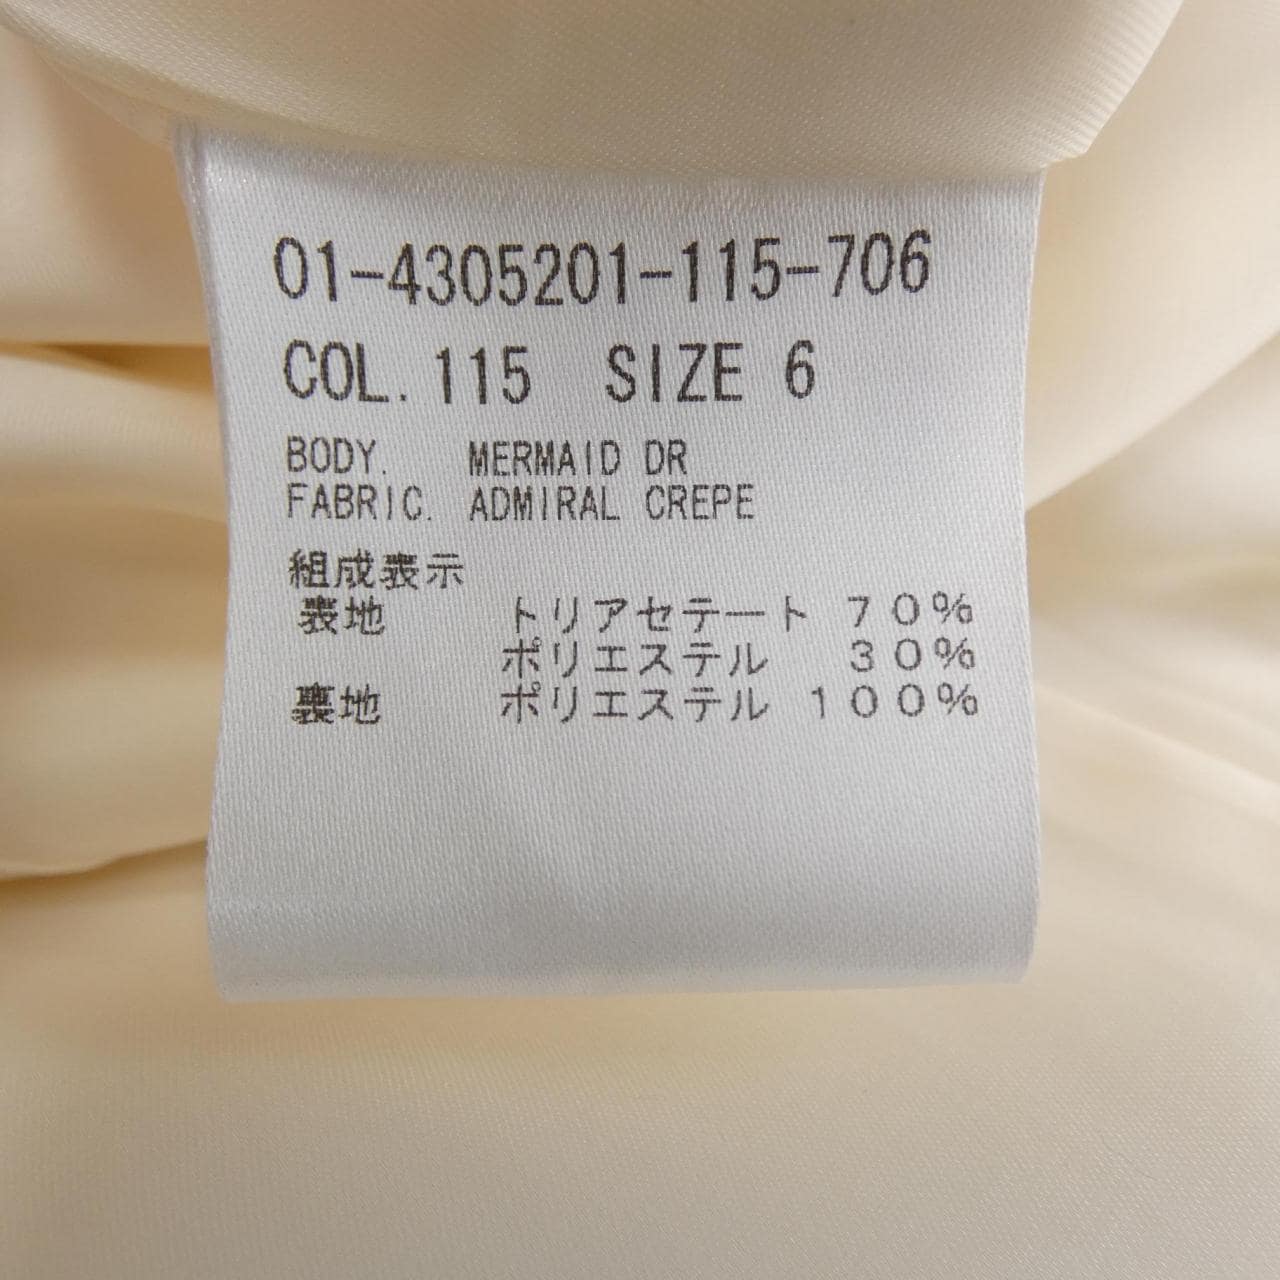 01-4305201-115-706
COL.115 SIZE 6
BODY. MERMAID DR
FABRIC. ADMIRAL CREPE
組成表示
表地 トリアセテート 70%
ポリエステル 30%
裏地 ポリエステル 100%